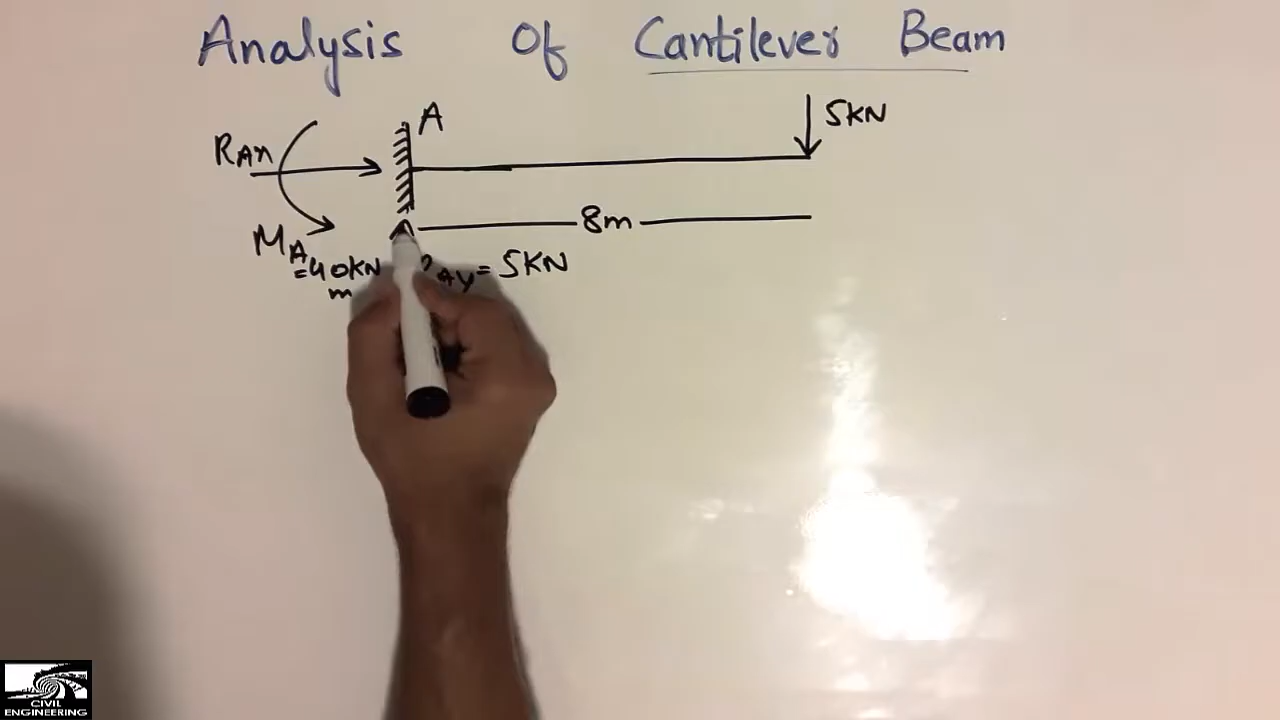 Analysis Of Cantilever Beam
A
5KN
RAx
8m
MA
=40KN
m
AY = 5KN
CIVIL
ENGINEERING